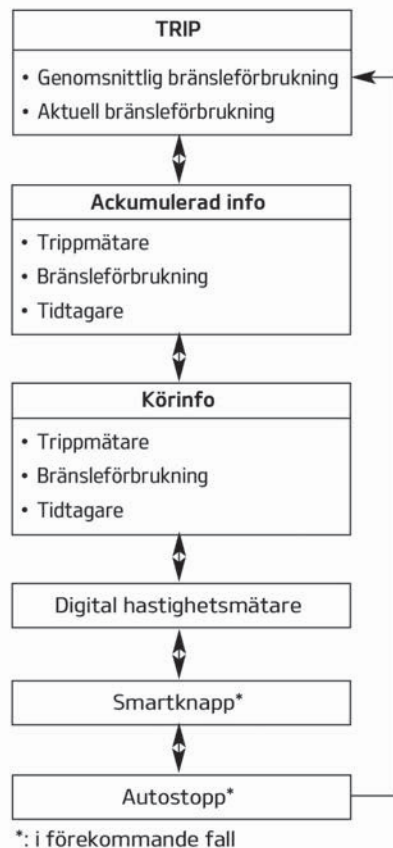 TRIP
• Genomsnittlig bränsleförbrukning
• Aktuell bränsleförbrukning
Ackumulerad info
• Trippmätare
• Bränsleförbrukning
• Tidtagare
Körinfo
• Trippmätare
• Bränsleförbrukning
• Tidtagare
Digital hastighetsmätare
Smartknapp*
Autostopp*
*: i förekommande fall